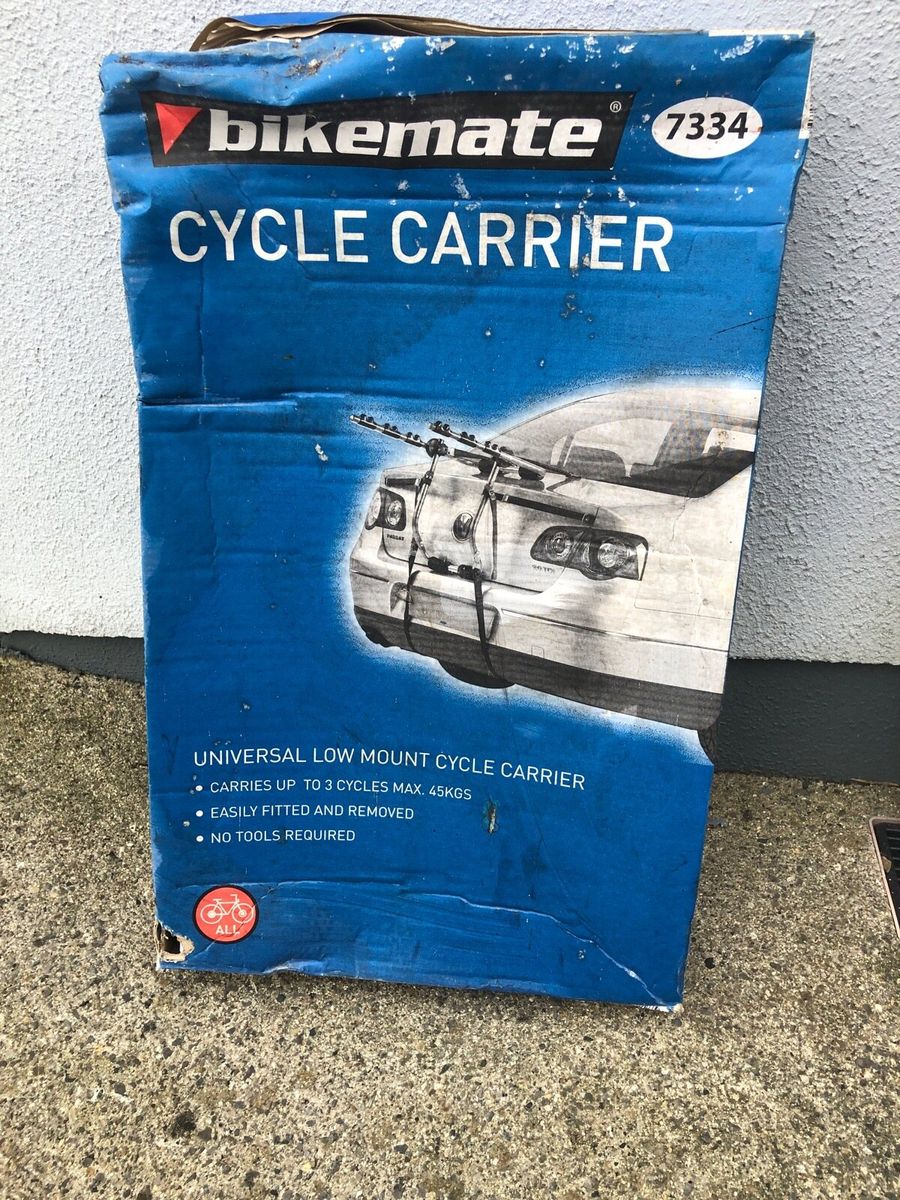 bikemate®
7334
CYCLE CARRIER
PASSAT
UNIVERSAL LOW MOUNT CYCLE CARRIER
• CARRIES UP TO 3 CYCLES MAX. 45KGS
• EASILY FITTED AND REMOVED
• NO TOOLS REQUIRED
ALL